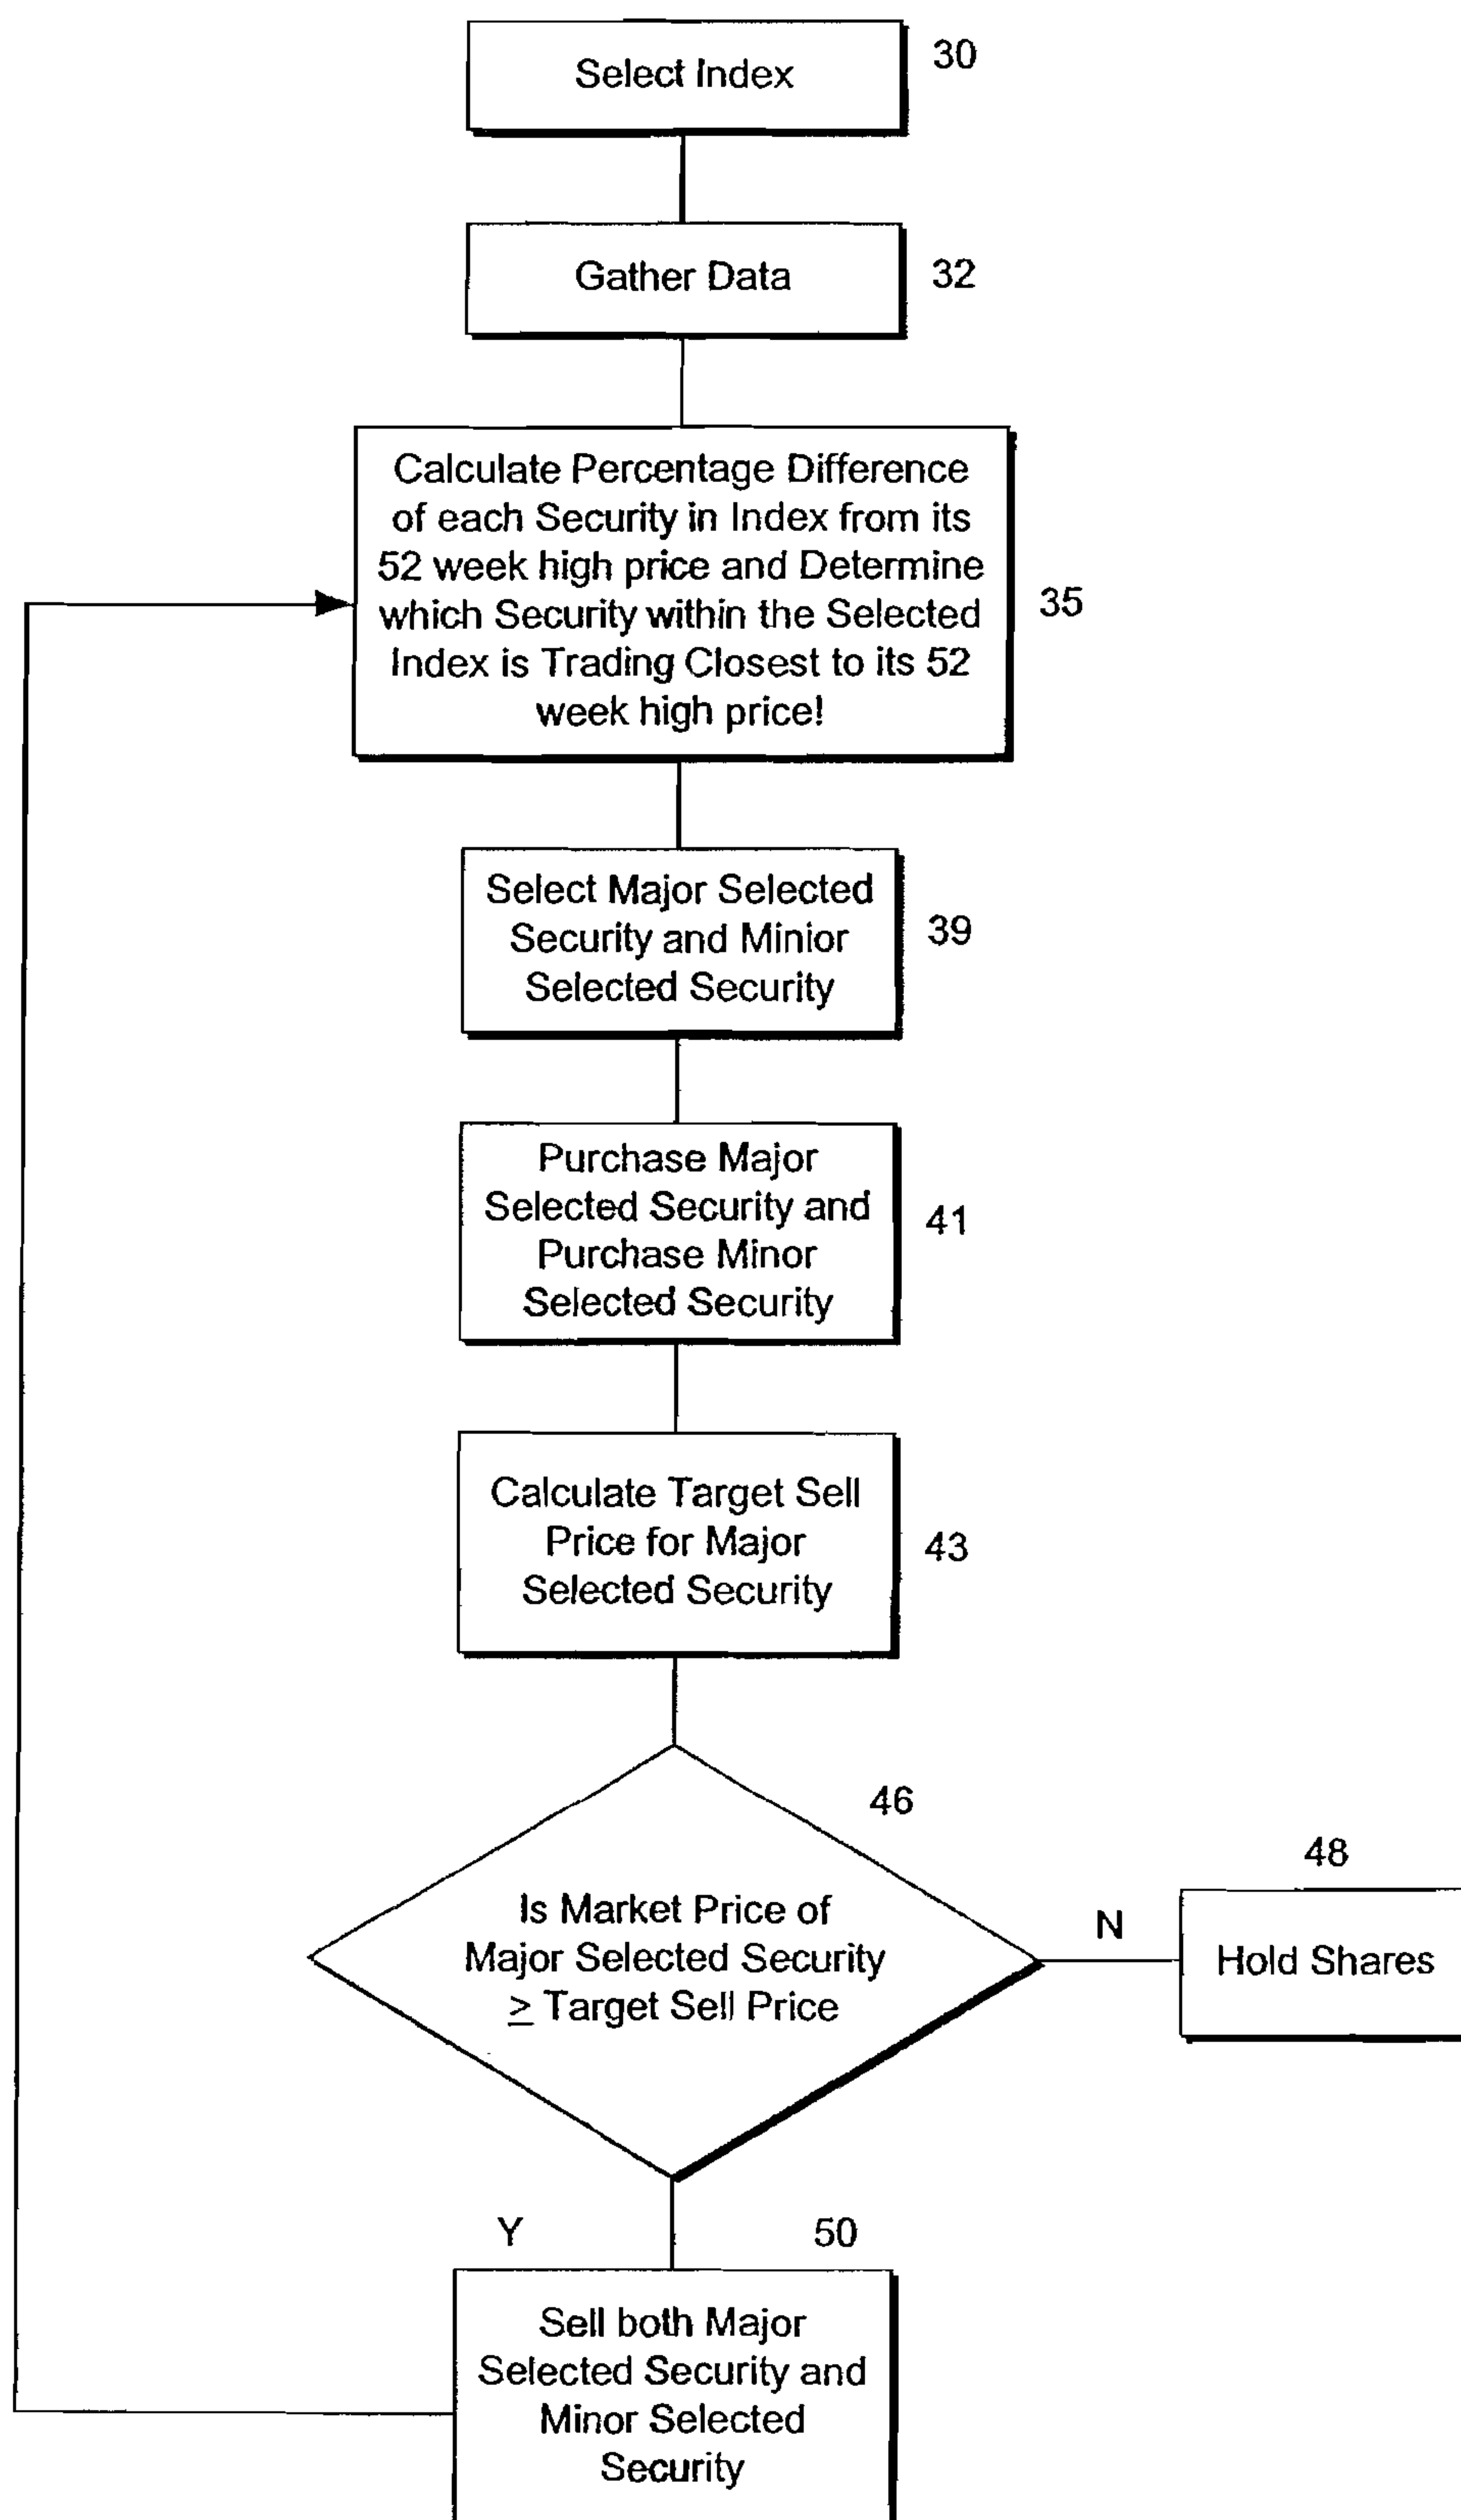 Select Index
30
Gather Data
32
Calculate Percentage Difference
of each Security in Index from its
52 week high price and Determine
which Security within the Selected
Index is Trading Closest to its 52
week high price!
35
Select Major Selected
Security and Minior
Selected Security
39
Purchase Major
Selected Security and
Purchase Minor
Selected Security
41
Calculate Target Sell
Price for Major
Selected Security
43
46
Is Market Price of
Major Selected Security
≥ Target Sell Price
N
48
Hold Shares
Y
50
Sell both Major
Selected Security and
Minor Selected
Security